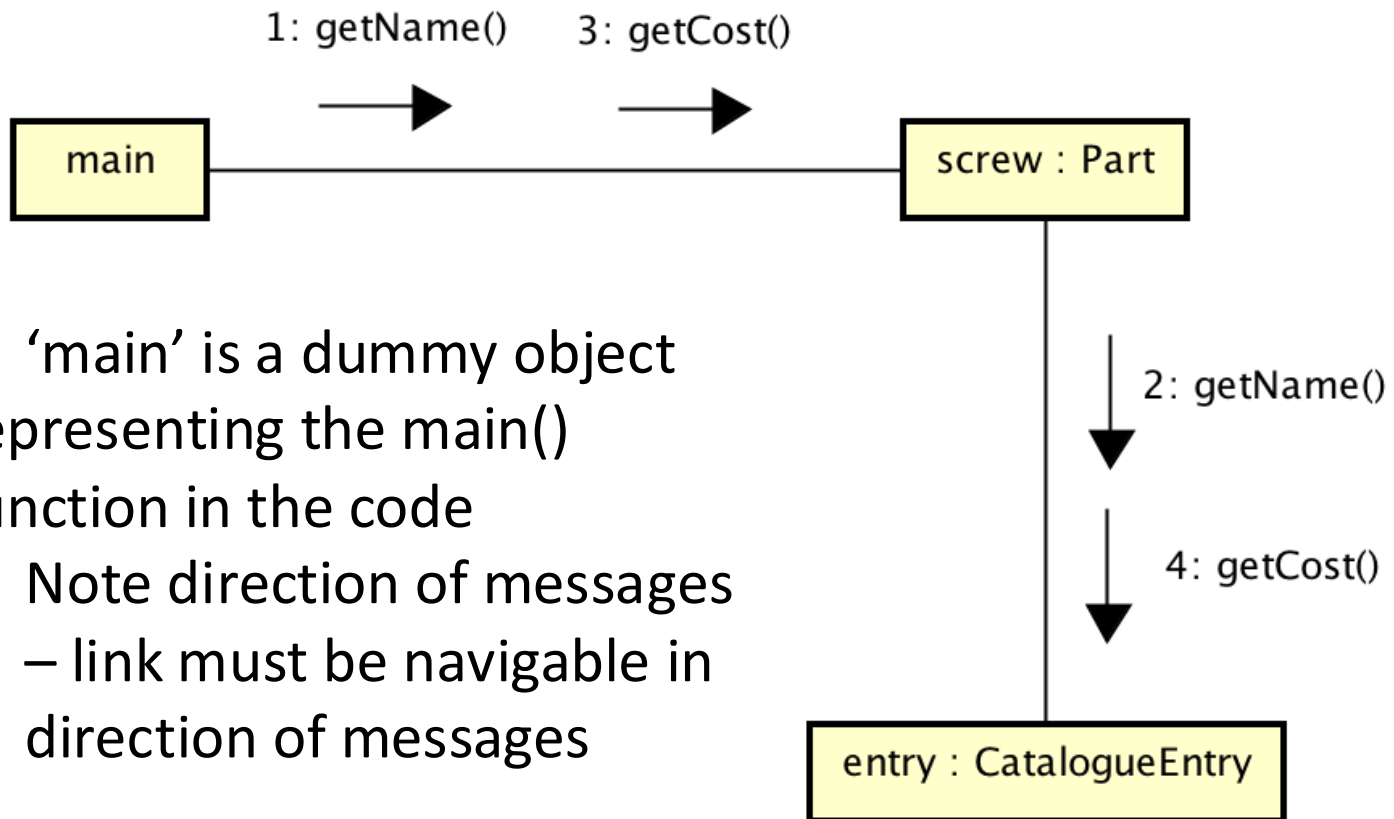 1: getName()
3: getCost()
main
screw : Part
‘main’ is a dummy object
epresenting the main()
unction in the code
Note direction of messages
– link must be navigable in
direction of messages
2: getName()
4: getCost()
entry : CatalogueEntry